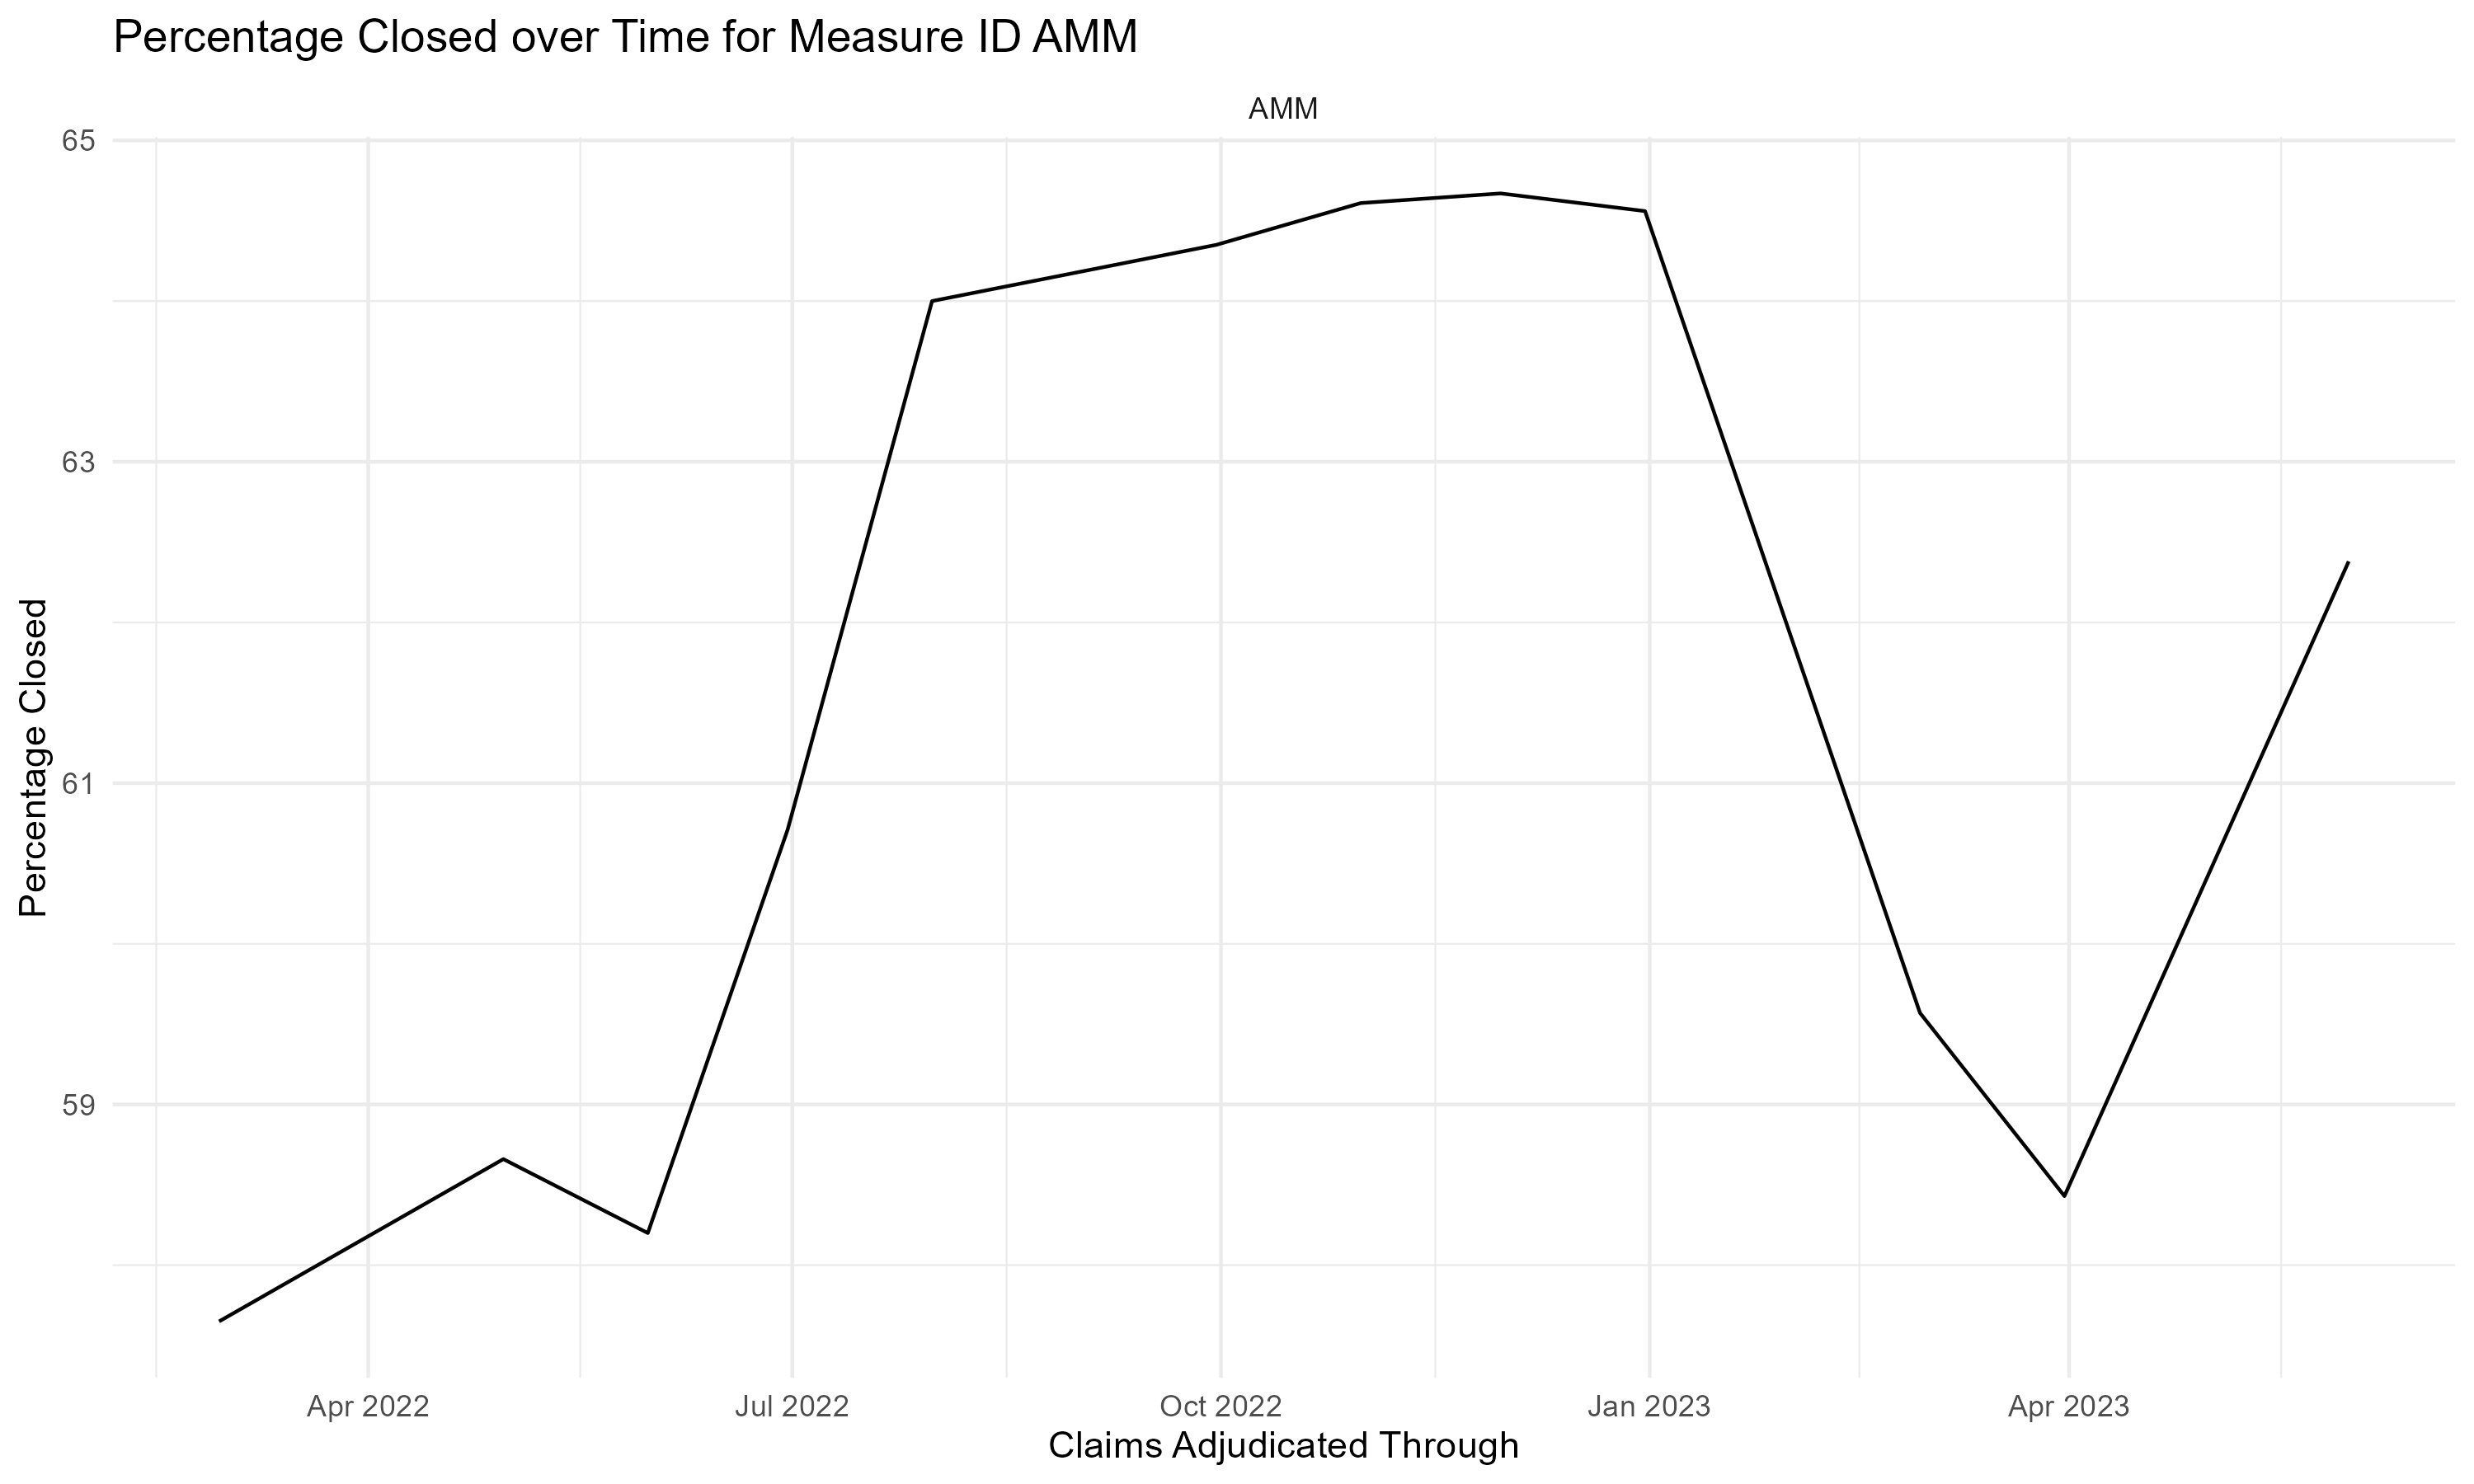 Percentage Closed over Time for Measure ID AMM
AMM
65
63
61
59
Percentage Closed
Apr 2022
Jul 2022
Oct 2022
Jan 2023
Apr 2023
Claims Adjudicated Through